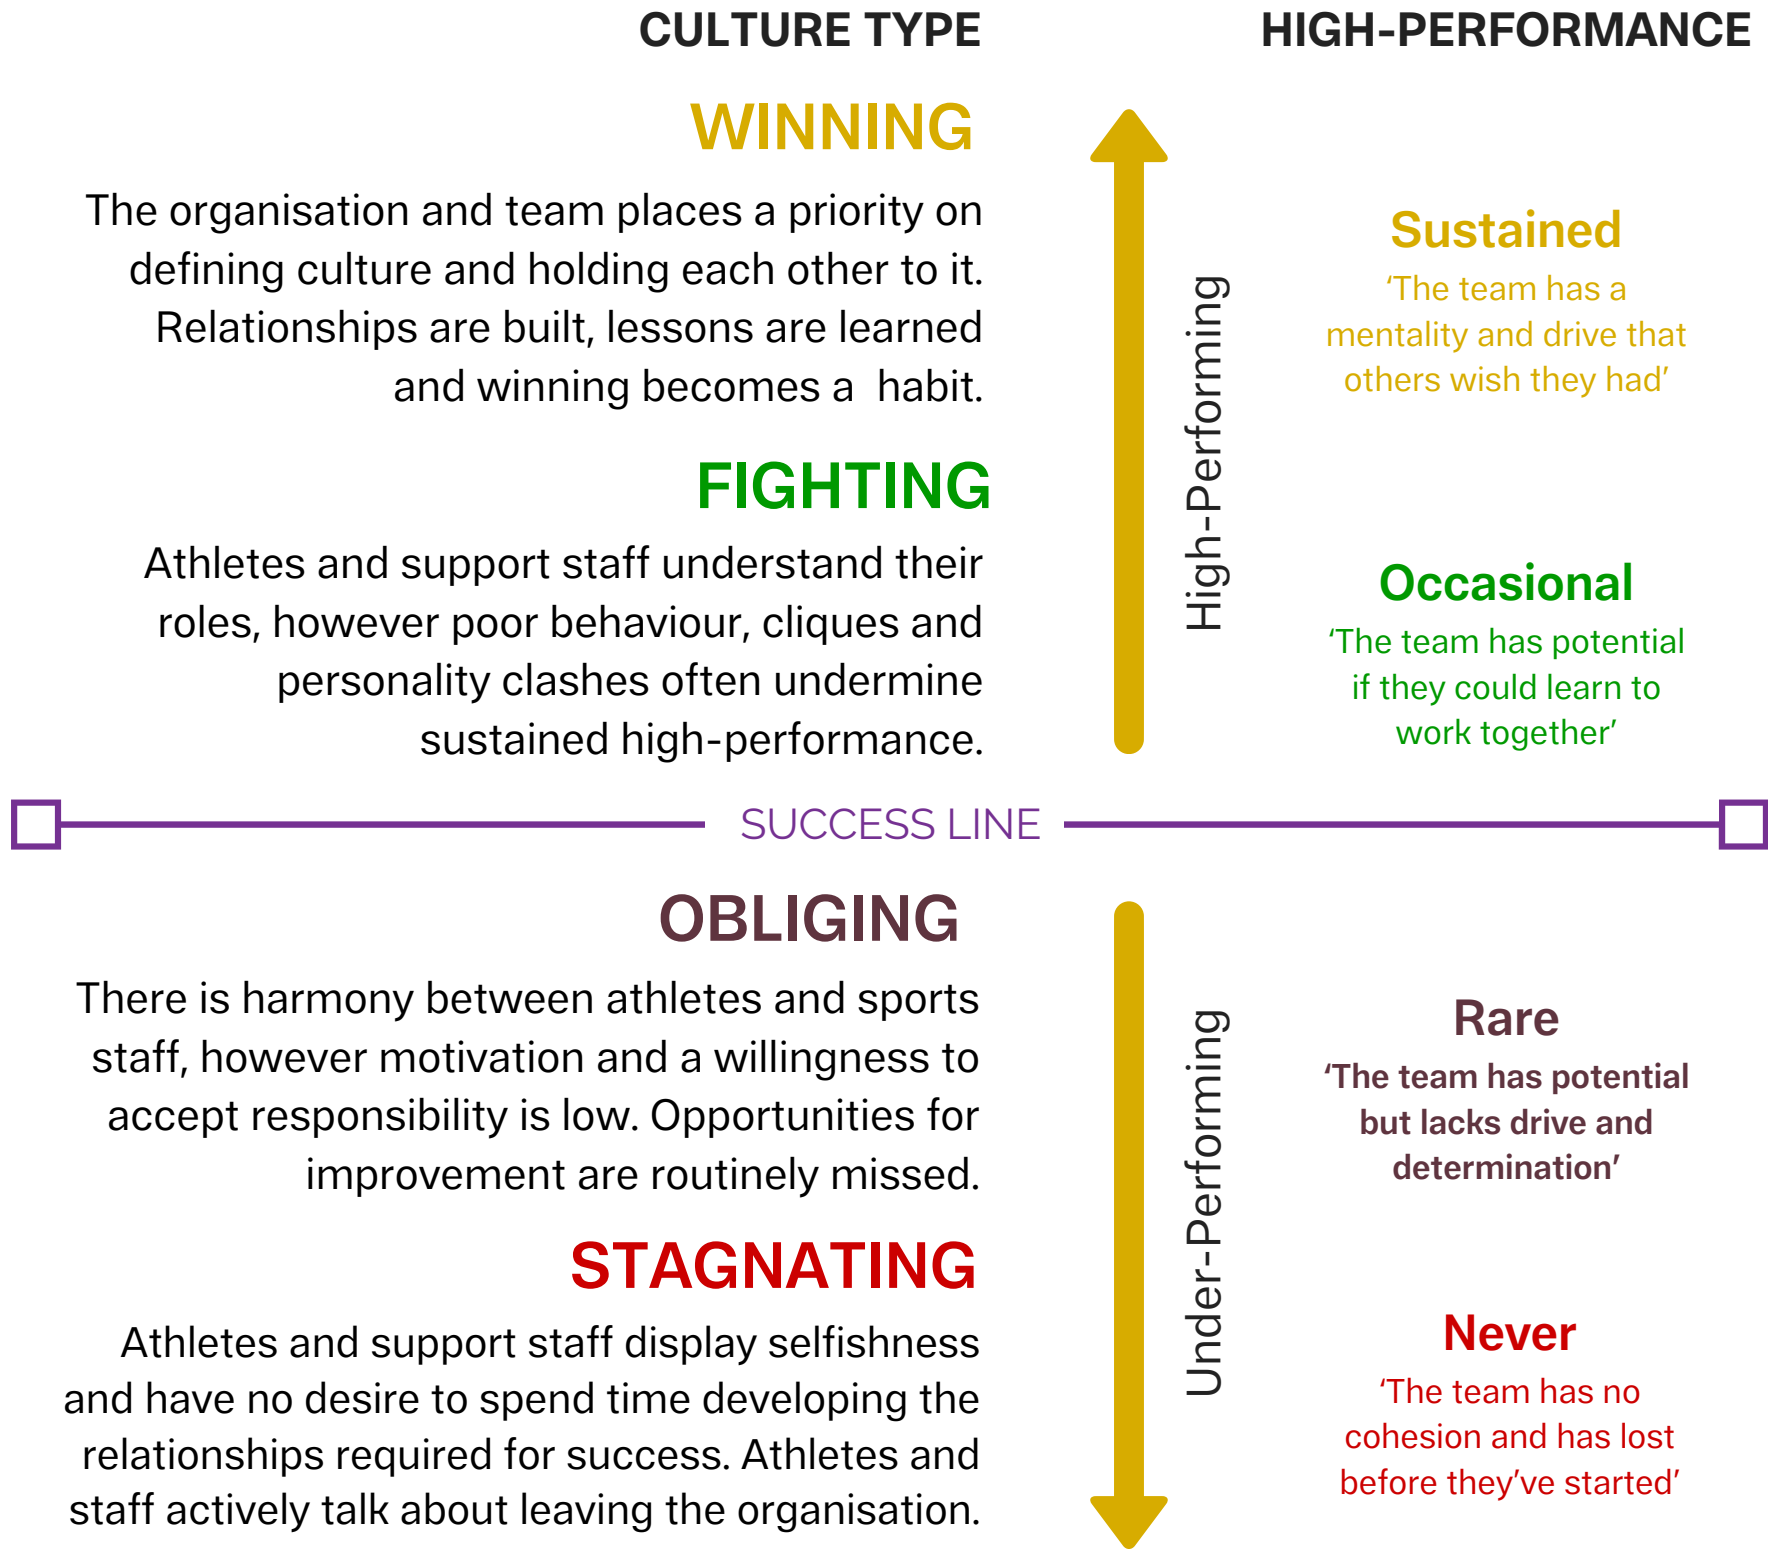 CULTURE TYPE
HIGH-PERFORMANCE
WINNING
The organisation and team places a priority on
defining culture and holding each other to it.
Relationships are built, lessons are learned
and winning becomes a  habit.
High-Performing
Sustained
‘The team has a
mentality and drive that
others wish they had’
FIGHTING
Athletes and support staff understand their
roles, however poor behaviour, cliques and
personality clashes often undermine
sustained high-performance.
Occasional
‘The team has potential
if they could learn to
work together’
SUCCESS LINE
OBLIGING
There is harmony between athletes and sports
staff, however motivation and a willingness to
accept responsibility is low. Opportunities for
improvement are routinely missed.
Under-Performing
Rare
‘The team has potential
but lacks drive and
determination’
STAGNATING
Athletes and support staff display selfishness
and have no desire to spend time developing the
relationships required for success. Athletes and
staff actively talk about leaving the organisation.
Never
‘The team has no
cohesion and has lost
before they’ve started’